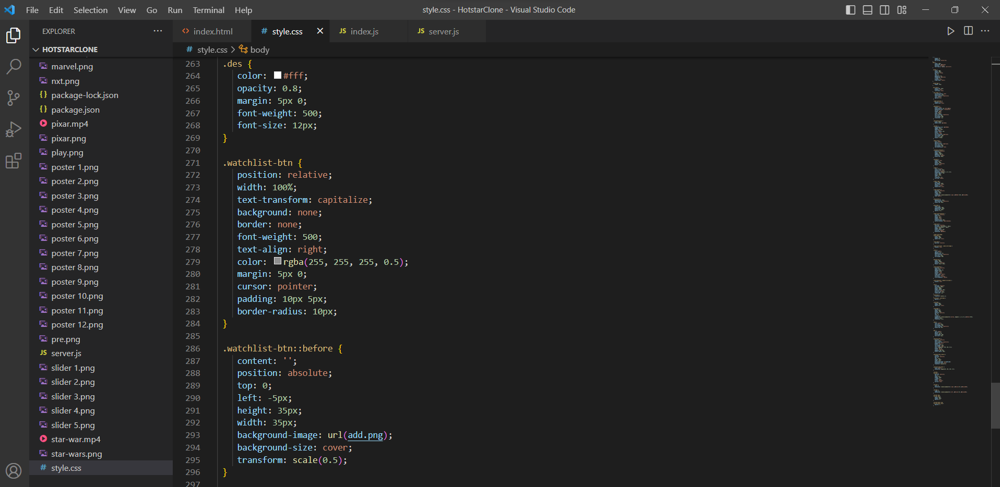 File Edit Selection View Go Run Terminal Help
style.css - HotstarClone - Visual Studio Code
EXPLORER
HOTSTARCLONE
marvel.png
nxt.png
{} package-lock.json
{} package.json
pixar.mp4
pixar.png
play.png
poster 1.png
poster 2.png
poster 3.png
poster 4.png
poster 5.png
poster 6.png
poster 7.png
poster 8.png
poster 9.png
poster 10.png
poster 11.png
poster 12.png
pre.png
JS server.js
slider 1.png
slider 2.png
slider 3.png
slider 4.png
slider 5.png
star-war.mp4
star-wars.png
# style.css
<> index.html
# style.css
JS index.js
JS server.js
# style.css > body
263 .des {
264 color: #fff;
265 opacity: 0.8;
266 margin: 5px 0;
267 font-weight: 500;
268 font-size: 12px;
269 }
270
271 .watchlist-btn {
272 position: relative;
273 width: 100%;
274 text-transform: capitalize;
275 background: none;
276 border: none;
277 font-weight: 500;
278 text-align: right;
279 color: rgba(255, 255, 255, 0.5);
280 margin: 5px 0;
281 cursor: pointer;
282 padding: 10px 5px;
283 border-radius: 10px;
284 }
285
286 .watchlist-btn::before {
287 content: '';
288 position: absolute;
289 top: 0;
290 left: -5px;
291 height: 35px;
292 width: 35px;
293 background-image: url(add.png);
294 background-size: cover;
295 transform: scale(0.5);
296 }
297